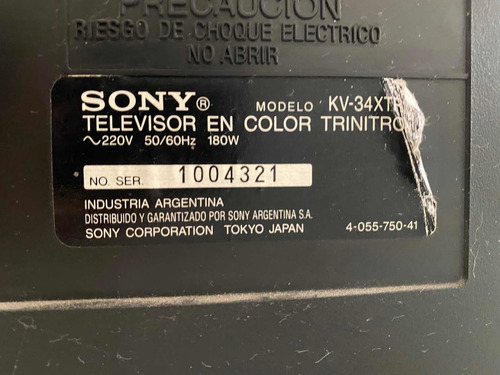 PRECAUCION
RIESGO DE CHOQUE ELECTRICO
NO ABRIR
SONY® MODELO
TELEVISOR EN COLOR
~220V 50/60Hz 180W
NO. SER. 1004321
INDUSTRIA ARGENTINA
DISTRIBUIDO Y GARANTIZADO POR SONY ARGENTINA S.A.
SONY CORPORATION TOKYO JAPAN 4-055-750-41